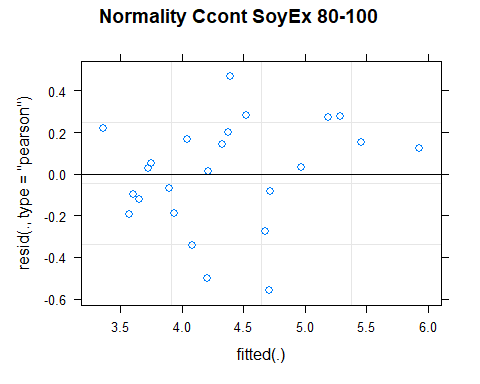 Normality Ccont SoyEx 80-100
resid(., type = "pearson")
0.4
0.2
0.0
-0.2
-0.4
-0.6
3.5 4.0 4.5 5.0 5.5 6.0
fitted(.)